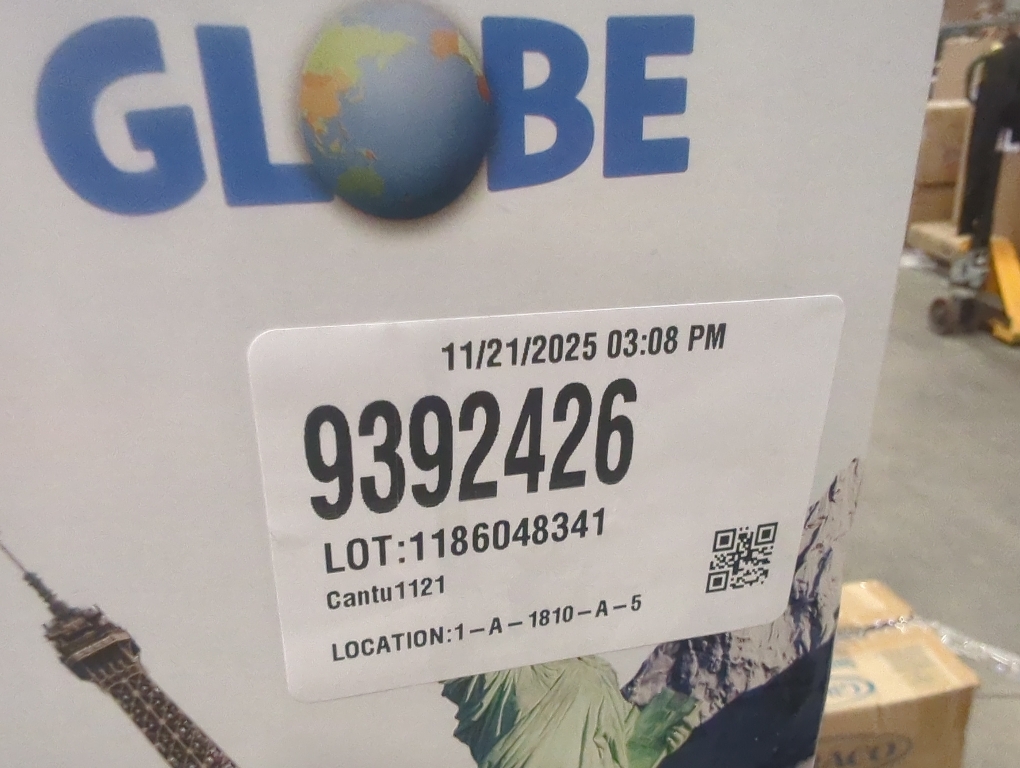 GLOBE
11/21/2025 03:08 PM
9392426
LOT:1186048341
Cantu1121
LOCATION:1-A-1810-A-5